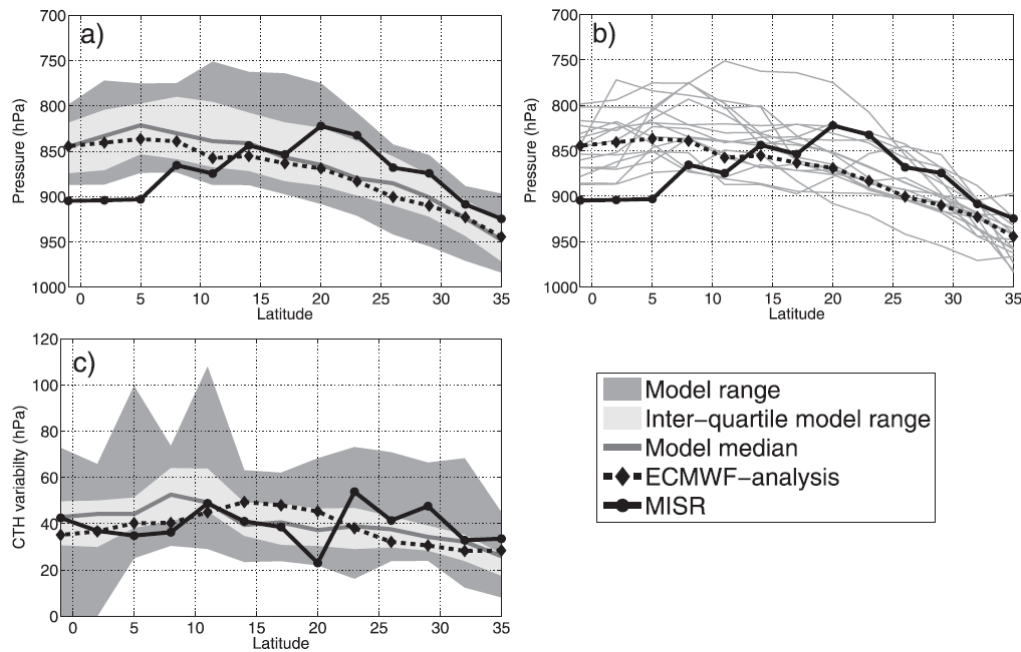 a)
700
750
800
850
900
950
1000
Pressure (hPa)
0 5 10 15 20 25 30 35
Latitude
b)
700
750
800
850
900
950
1000
Pressure (hPa)
0 5 10 15 20 25 30 35
Latitude
c)
120
100
80
60
40
20
0
CTH variabilty (hPa)
0 5 10 15 20 25 30 35
Latitude
Model range
Inter-quartile model range
Model median
ECMWF-analysis
MISR